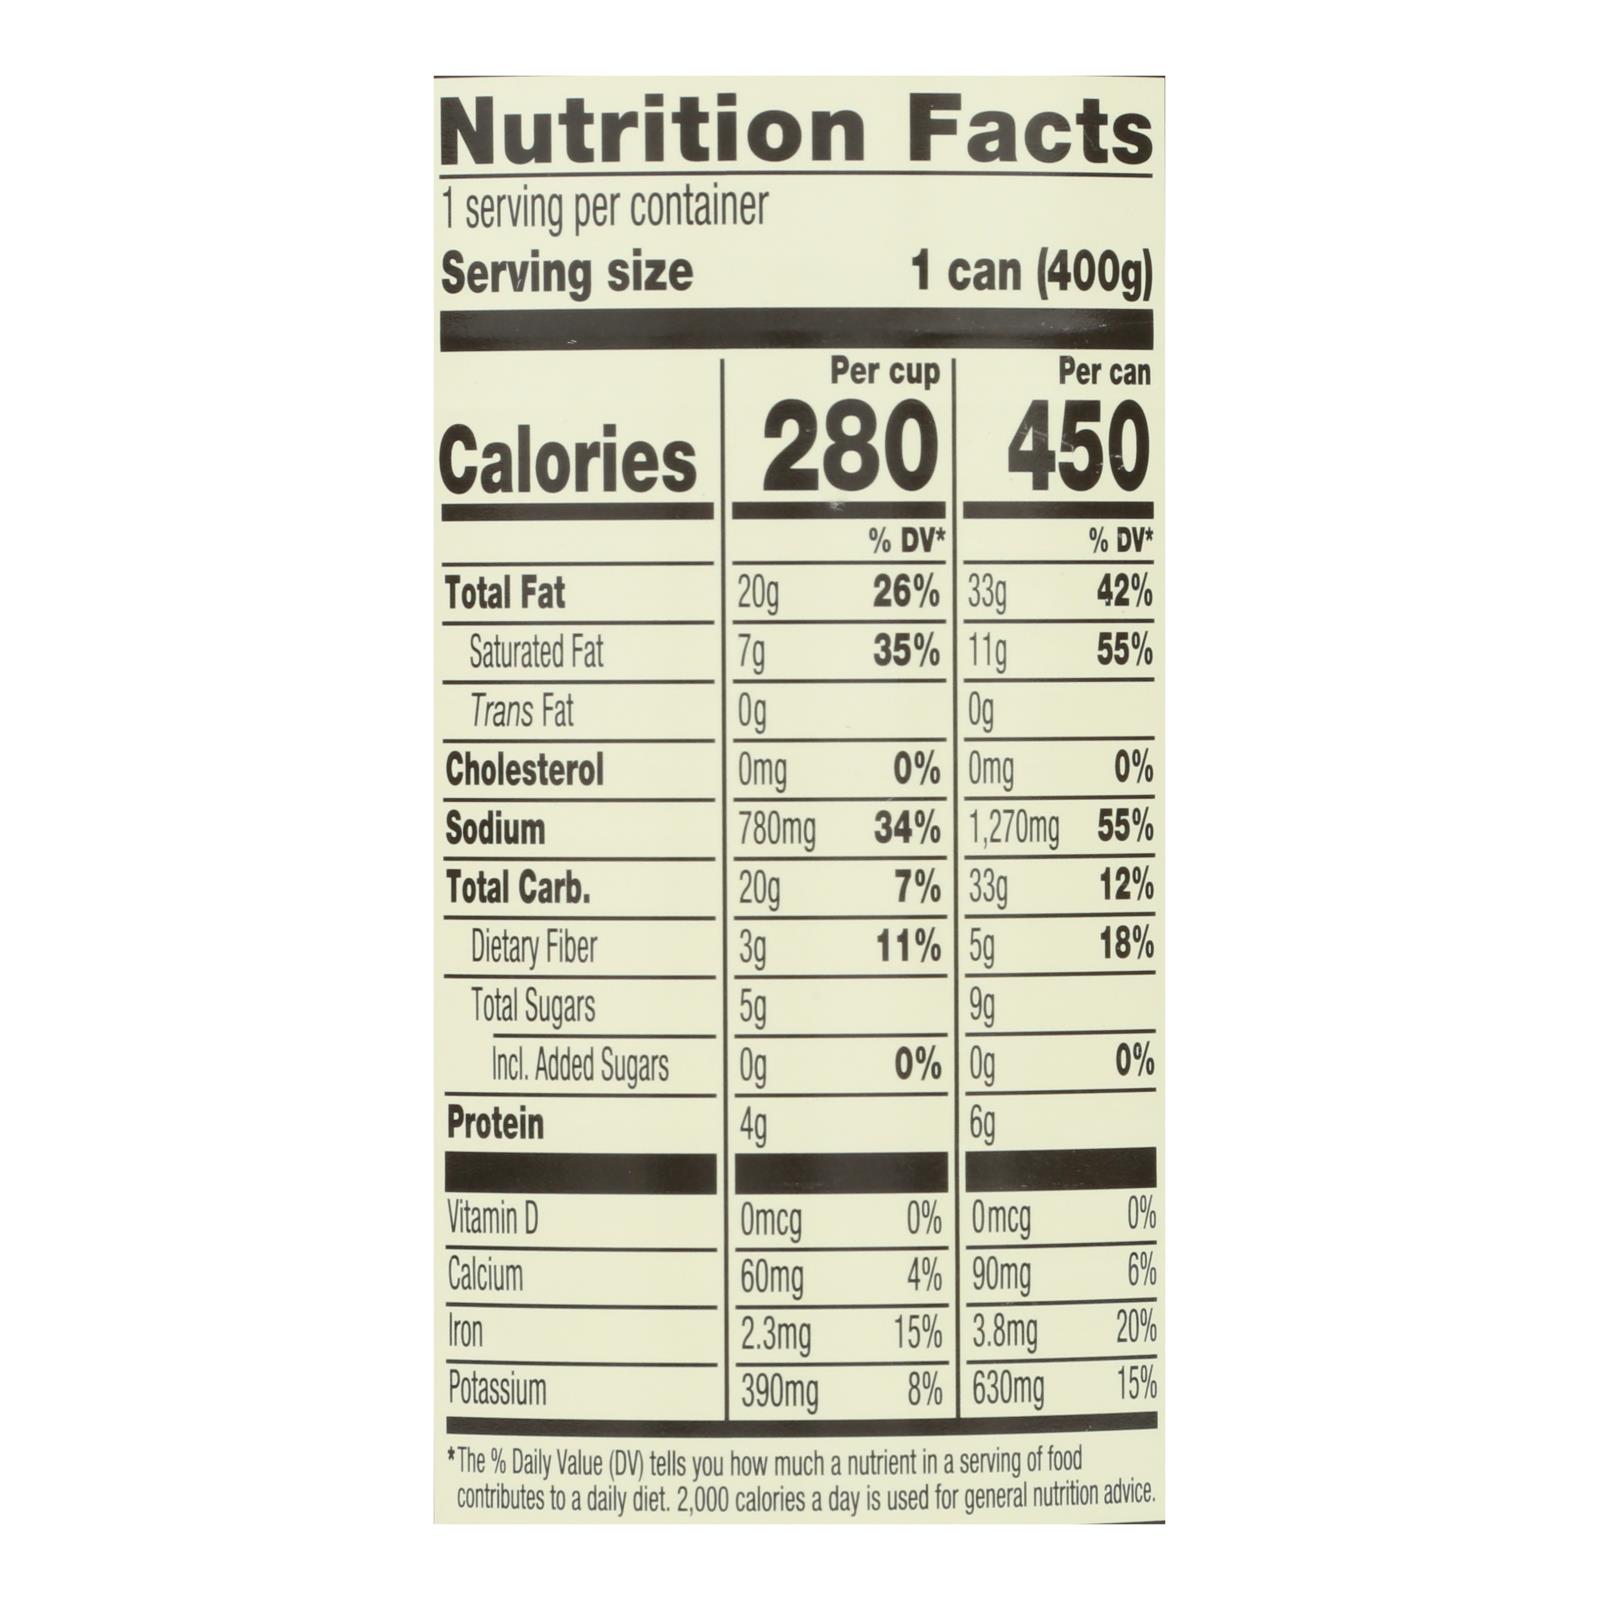 Nutrition Facts
1 serving per container
Serving size 1 can (400g)
Per cup Per can
Calories 280 450
% DV* % DV*
Total Fat 20g 26% 33g 42%
Saturated Fat 7g 35% 11g 55%
Trans Fat 0g 0g
Cholesterol 0mg 0% 0mg 0%
Sodium 780mg 34% 1,270mg 55%
Total Carb. 20g 7% 33g 12%
Dietary Fiber 3g 11% 5g 18%
Total Sugars 5g 9g
Incl. Added Sugars 0g 0% 0g 0%
Protein 4g 6g
Vitamin D 0mcg 0% 0mcg 0%
Calcium 60mg 4% 90mg 6%
Iron 2.3mg 15% 3.8mg 20%
Potassium 390mg 8% 630mg 15%
*The % Daily Value (DV) tells you how much a nutrient in a serving of food
contributes to a daily diet. 2,000 calories a day is used for general nutrition advice.